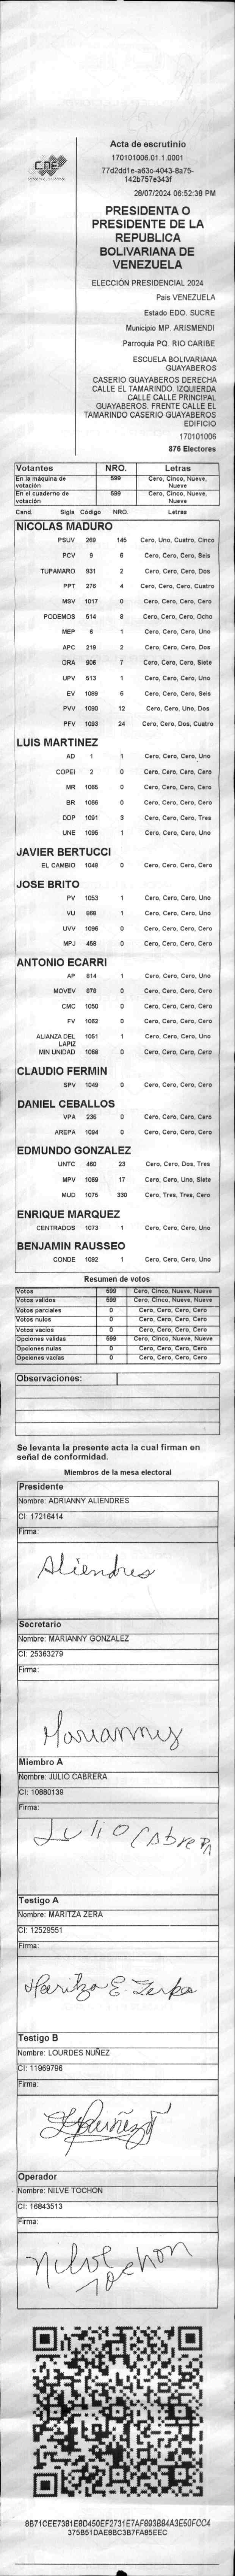 CNE
Acta de escrutinio
170101006.01.1.0001
77d2dd1e-a63c-4043-8a75-
142b757e343f
28/07/2024 06:52:38 PM
PRESIDENTA O
PRESIDENTE DE LA
REPUBLICA
BOLIVARIANA DE
VENEZUELA
ELECCIÓN PRESIDENCIAL 2024
Pais VENEZUELA
Estado EDO. SUCRE
Municipio MP. ARISMENDI
Parroquia PQ. RIO CARIBE
ESCUELA BOLIVARIANA
GUAYABEROS
CASERIO GUAYABEROS DERECHA
CALLE EL TAMARINDO. IZQUIERDA
CALLE CALLE PRINCIPAL
GUAYABEROS. FRENTE CALLE EL
TAMARINDO CASERIO GUAYABEROS
EDIFICIO
170101006
876 Electores
Votantes NRO. Letras
En la máquina de votación 599 Cero, Cinco, Nueve, Nueve
En el cuaderno de votación 599 Cero, Cinco, Nueve, Nueve
Cand. Sigla Código NRO. Letras
NICOLAS MADURO
PSUV 269 145 Cero, Uno, Cuatro, Cinco
PCV 9 6 Cero, Cero, Cero, Seis
TUPAMARO 931 2 Cero, Cero, Cero, Dos
PPT 276 4 Cero, Cero, Cero, Cuatro
MSV 1017 0 Cero, Cero, Cero, Cero
PODEMOS 514 8 Cero, Cero, Cero, Ocho
MEP 6 1 Cero, Cero, Cero, Uno
APC 219 2 Cero, Cero, Cero, Dos
ORA 906 7 Cero, Cero, Cero, Siete
UPV 513 1 Cero, Cero, Cero, Uno
EV 1089 6 Cero, Cero, Cero, Seis
PVV 1090 12 Cero, Cero, Uno, Dos
PFV 1093 24 Cero, Cero, Dos, Cuatro
LUIS MARTINEZ
AD 1 1 Cero, Cero, Cero, Uno
COPEI 2 0 Cero, Cero, Cero, Cero
MR 1065 0 Cero, Cero, Cero, Cero
BR 1066 0 Cero, Cero, Cero, Cero
DDP 1091 3 Cero, Cero, Cero, Tres
UNE 1095 1 Cero, Cero, Cero, Uno
JAVIER BERTUCCI
EL CAMBIO 1048 0 Cero, Cero, Cero, Cero
JOSE BRITO
PV 1053 1 Cero, Cero, Cero, Uno
VU 868 1 Cero, Cero, Cero, Uno
UVV 1096 0 Cero, Cero, Cero, Cero
MPJ 458 0 Cero, Cero, Cero, Cero
ANTONIO ECARRI
AP 814 1 Cero, Cero, Cero, Uno
MOVEV 876 0 Cero, Cero, Cero, Cero
CMC 1050 0 Cero, Cero, Cero, Cero
FV 1062 0 Cero, Cero, Cero, Cero
ALIANZA DEL LAPIZ 1051 1 Cero, Cero, Cero, Uno
MIN UNIDAD 1068 0 Cero, Cero, Cero, Cero
CLAUDIO FERMIN
SPV 1049 0 Cero, Cero, Cero, Cero
DANIEL CEBALLOS
VPA 236 0 Cero, Cero, Cero, Cero
AREPA 1094 0 Cero, Cero, Cero, Cero
EDMUNDO GONZALEZ
UNTC 460 23 Cero, Cero, Dos, Tres
MPV 1069 17 Cero, Cero, Uno, Siete
MUD 1075 330 Cero, Tres, Tres, Cero
ENRIQUE MARQUEZ
CENTRADOS 1073 1 Cero, Cero, Cero, Uno
BENJAMIN RAUSSEO
CONDE 1092 1 Cero, Cero, Cero, Uno
Resumen de votos
Votos 599 Cero, Cinco, Nueve, Nueve
Votos validos 599 Cero, Cinco, Nueve, Nueve
Votos parciales 0 Cero, Cero, Cero, Cero
Votos nulos 0 Cero, Cero, Cero, Cero
Votos vacios 0 Cero, Cero, Cero, Cero
Opciones validas 599 Cero, Cinco, Nueve, Nueve
Opciones nulas 0 Cero, Cero, Cero, Cero
Opciones vacias 0 Cero, Cero, Cero, Cero
Observaciones:
Se levanta la presente acta la cual firman en
señal de conformidad.
Miembros de la mesa electoral
Presidente
Nombre: ADRIANNY ALIENDRES
CI: 17216414
Firma:
Aliendres
Secretario
Nombre: MARIANNY GONZALEZ
CI: 25363279
Firma:
Marianny
Miembro A
Nombre: JULIO CABRERA
CI: 10880139
Firma:
Julio Cabrera
Testigo A
Nombre: MARITZA ZERA
CI: 12529551
Firma:
Maritza E. Zerpa
Testigo B
Nombre: LOURDES NUÑEZ
CI: 11969796
Firma:
Operador
Nombre: NILVE TOCHON
CI: 16843513
Firma:
Nilve
Tochon
8B71CEE7381E8D450EF2731E7AF893B84A3E50FCC4
375B51DAE8BC3B7FA85EEC